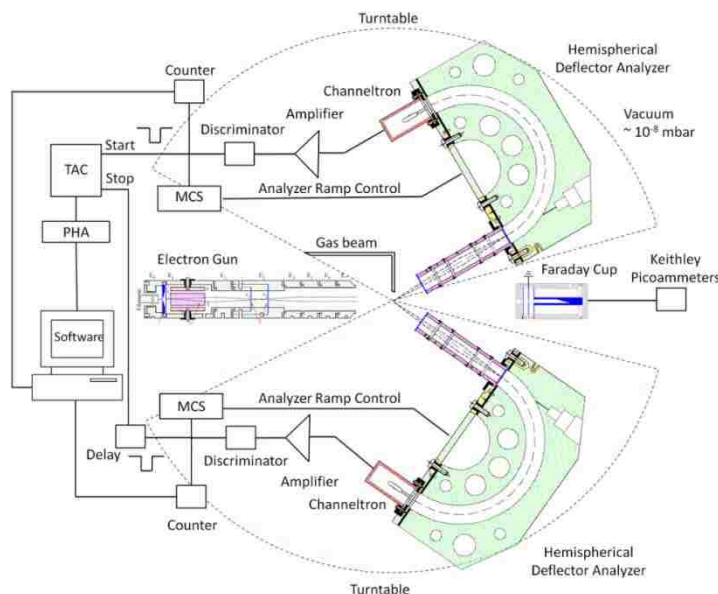 Turntable
Hemispherical
Deflector Analyzer
Counter
Channeltron
Amplifier
Vacuum
~ 10⁻⁸ mbar
Discriminator
Start
TAC
Stop
MCS
Analyzer Ramp Control
PHA
Gas beam
Electron Gun
Faraday Cup
Keithley
Picoammeters
Software
MCS
Analyzer Ramp Control
Delay
Discriminator
Amplifier
Channeltron
Counter
Hemispherical
Deflector Analyzer
Turntable